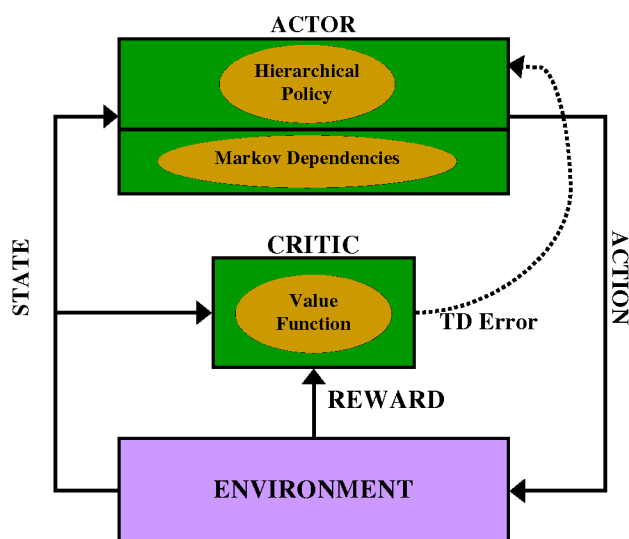 ACTOR
Hierarchical
Policy
Markov Dependencies
CRITIC
STATE
ACTION
Value
Function
TD Error
REWARD
ENVIRONMENT